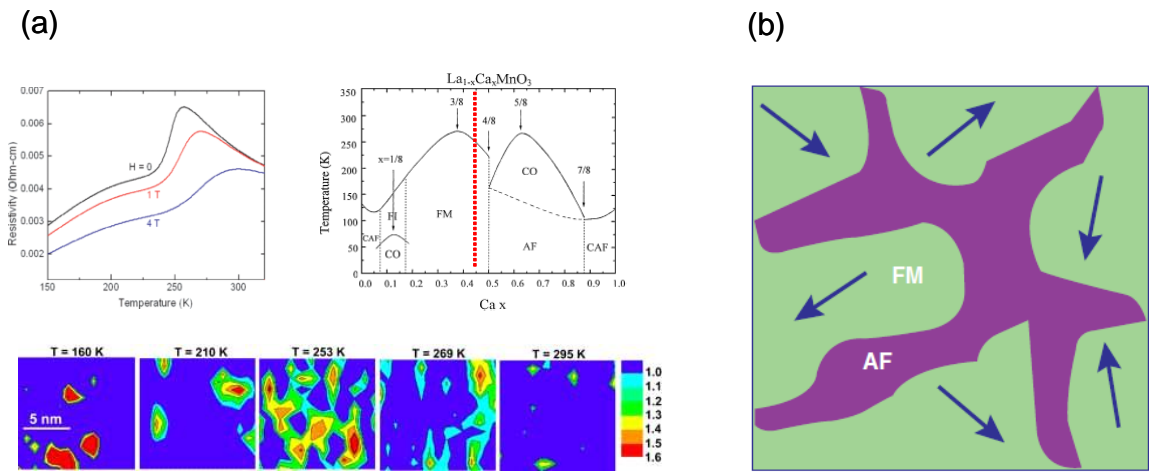 (a)
(b)
0.007
0.006
0.005
0.004
0.003
0.002
Resistivity (Ohm-cm)
H = 0
1 T
4 T
150
200
250
300
Temperature (K)
La1-xCaxMnO3
350
300
250
200
150
100
50
0
Temperature (K)
3/8
4/8
5/8
7/8
x=1/8
CO
FI
FM
CAF
CO
AF
CAF
0.0
0.1
0.2
0.3
0.4
0.5
0.6
0.7
0.8
0.9
1.0
Ca x
T = 160 K
T = 210 K
T = 253 K
T = 269 K
T = 295 K
5 nm
1.0
1.1
1.2
1.3
1.4
1.5
1.6
FM
AF